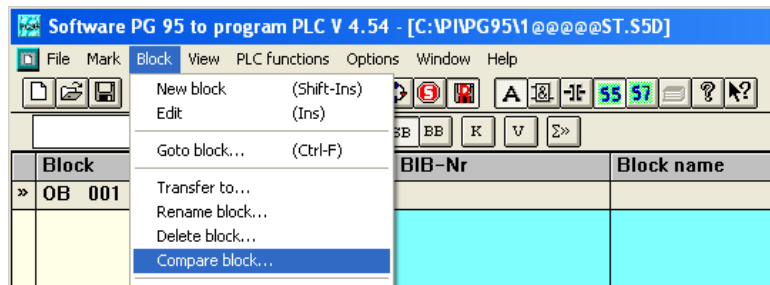 Software PG 95 to program PLC V 4.54 - [C:\PI\PG95\1@@@@@ST.S5D]
File Mark Block View PLC functions Options Window Help
New block (Shift-Ins)
A & S5 S7 ? ?
Edit (Ins)
SB BB K V Σ»
Goto block... (Ctrl-F)
Block BIB-Nr Block name
» OB 001
Transfer to...
Rename block...
Delete block...
Compare block...